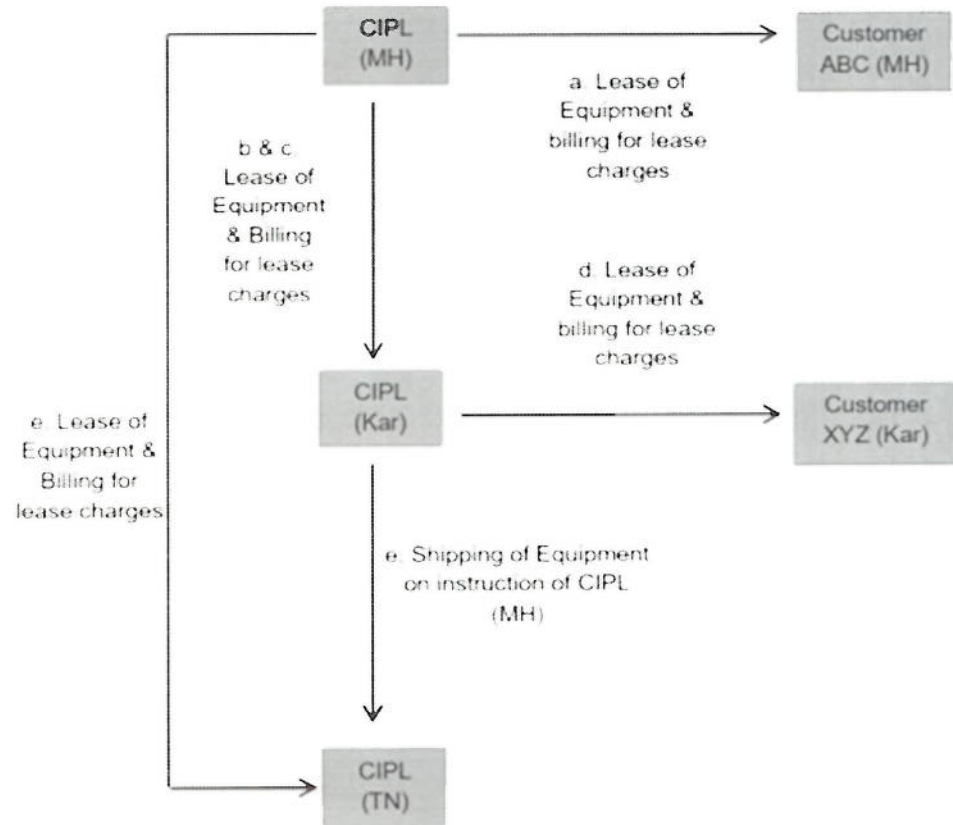 CIPL
(MH)
Customer
ABC (MH)
a. Lease of
Equipment &
billing for lease
charges
b & c.
Lease of
Equipment
& Billing
for lease
charges
d. Lease of
Equipment &
billing for lease
charges
CIPL
(Kar)
Customer
XYZ (Kar)
e. Lease of
Equipment &
Billing for
lease charges
e. Shipping of Equipment
on instruction of CIPL
(MH)
CIPL
(TN)